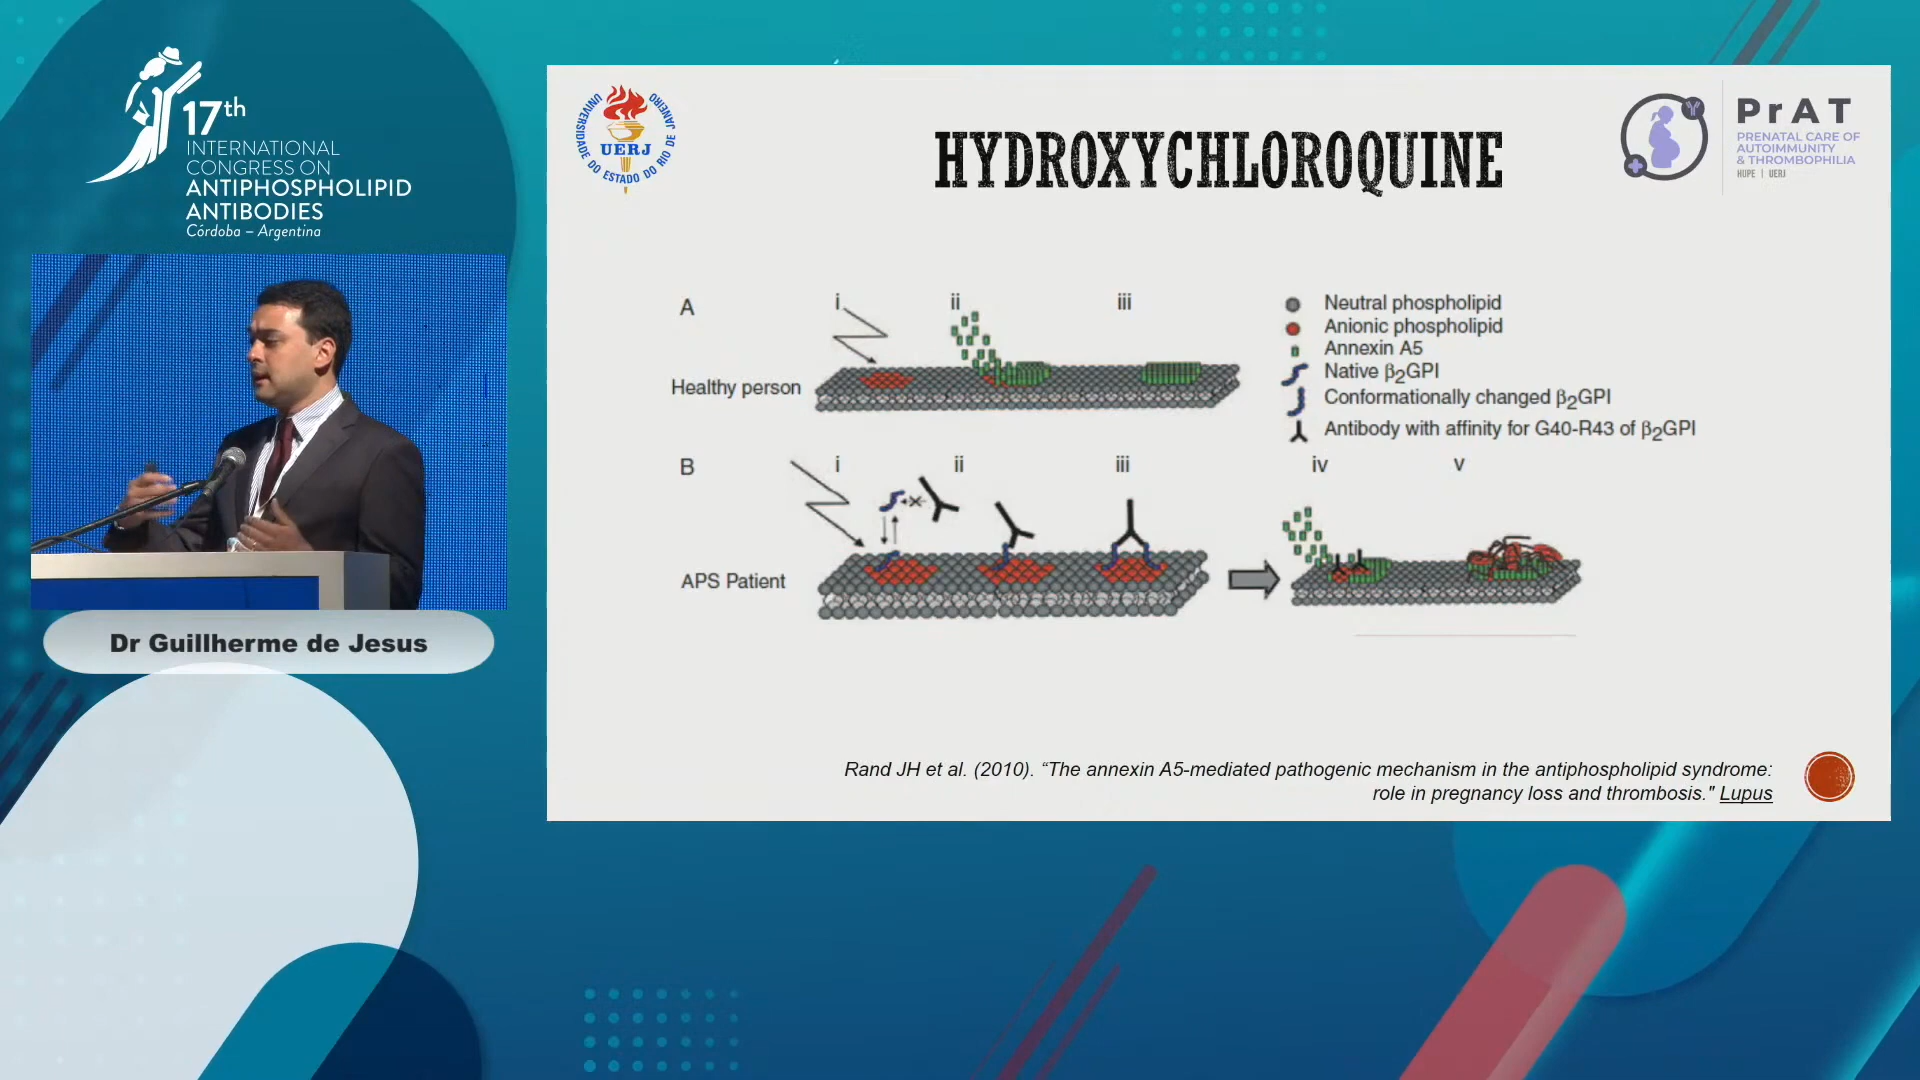 17th
INTERNATIONAL
CONGRESS ON
ANTIPHOSPHOLIPID
ANTIBODIES
Córdoba – Argentina
Dr Guillherme de Jesus
UNIVERSIDADE DO ESTADO DO RIO DE JANEIRO
UERJ
HYDROXYCHLOROQUINE
PrAT
PRENATAL CARE OF
AUTOIMMUNITY
& THROMBOPHILIA
HUPE | UERJ
A
i
ii
iii
Healthy person
Neutral phospholipid
Anionic phospholipid
Annexin A5
Native β2GPI
Conformationally changed β2GPI
Antibody with affinity for G40-R43 of β2GPI
B
i
ii
iii
iv
v
APS Patient
Rand JH et al. (2010). “The annexin A5-mediated pathogenic mechanism in the antiphospholipid syndrome:
role in pregnancy loss and thrombosis." Lupus